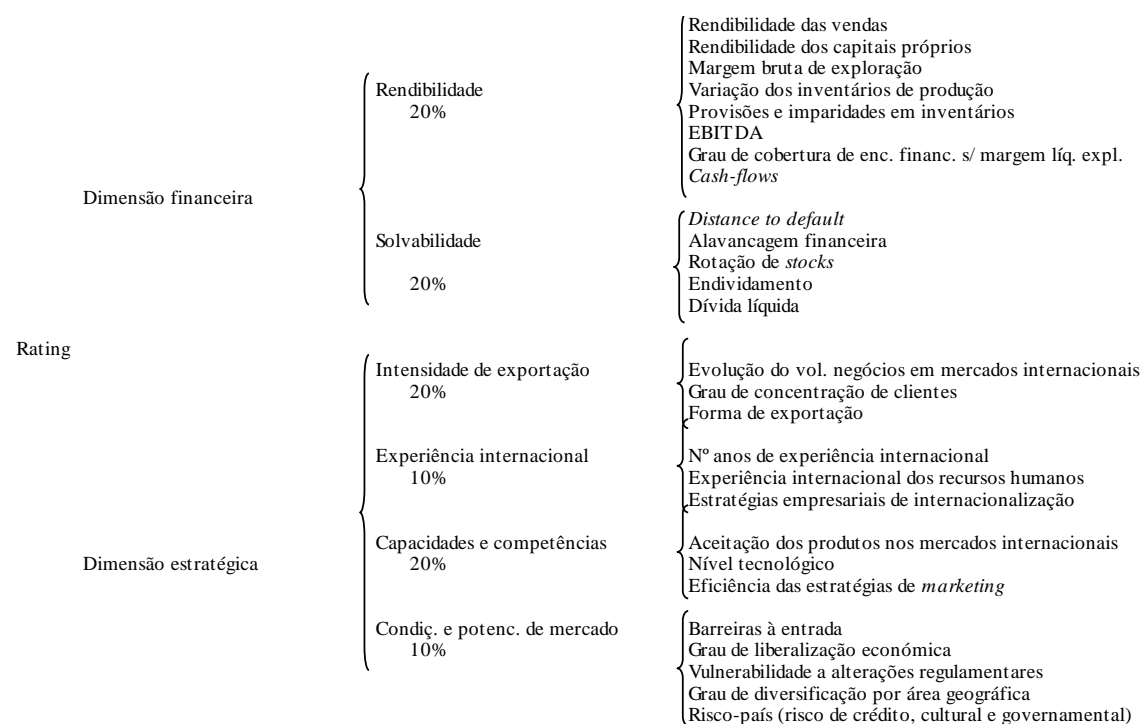 Rating
Dimensão financeira
Rendibilidade
20%
Rendibilidade das vendas
Rendibilidade dos capitais próprios
Margem bruta de exploração
Variação dos inventários de produção
Provisões e imparidades em inventários
EBITDA
Grau de cobertura de enc. financ. s/ margem líq. expl.
Cash-flows
Solvabilidade
20%
Distance to default
Alavancagem financeira
Rotação de stocks
Endividamento
Dívida líquida
Dimensão estratégica
Intensidade de exportação
20%
Evolução do vol. negócios em mercados internacionais
Grau de concentração de clientes
Forma de exportação
Experiência internacional
10%
Nº anos de experiência internacional
Experiência internacional dos recursos humanos
Estratégias empresariais de internacionalização
Capacidades e competências
20%
Aceitação dos produtos nos mercados internacionais
Nível tecnológico
Eficiência das estratégias de marketing
Condiç. e potenc. de mercado
10%
Barreiras à entrada
Grau de liberalização económica
Vulnerabilidade a alterações regulamentares
Grau de diversificação por área geográfica
Risco-país (risco de crédito, cultural e governamental)